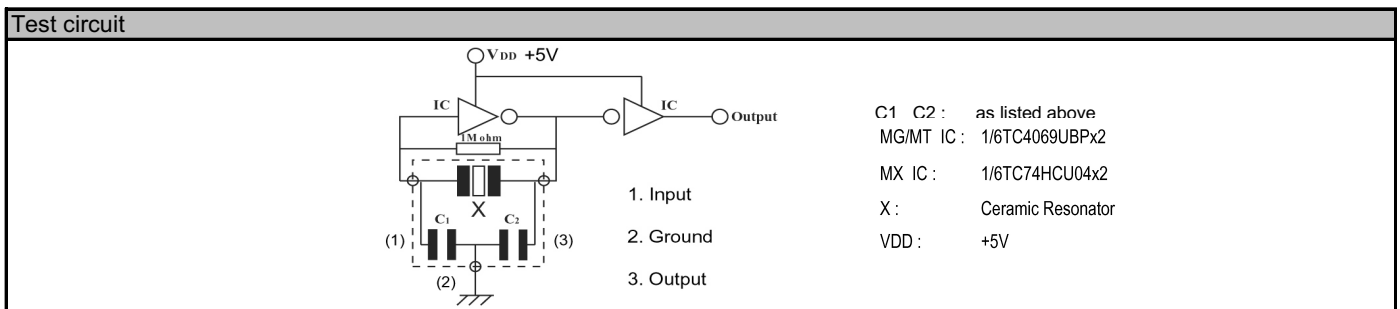 Test circuit
VDD +5V
IC
IC
Output
1M ohm
X
C1
C2
(1)
(2)
(3)
1. Input
2. Ground
3. Output
C1 C2 : as listed above
MG/MT IC : 1/6TC4069UBPx2
MX IC : 1/6TC74HCU04x2
X : Ceramic Resonator
VDD : +5V